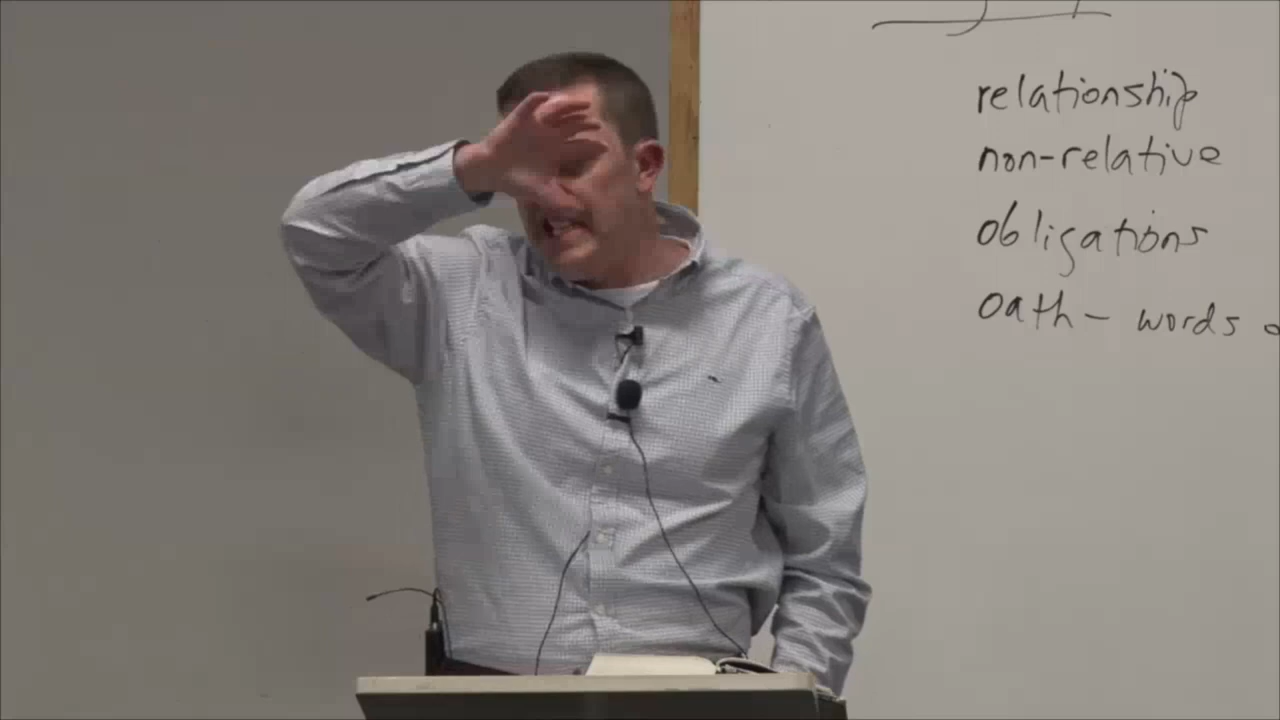 relationship
non-relative
obligations
oath - words